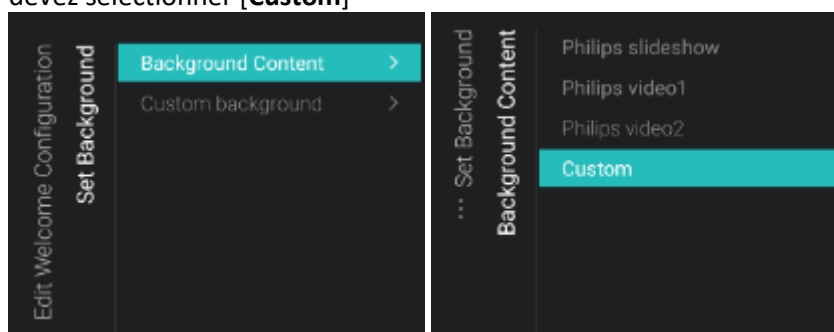 devez sélectionner [Custom]
Edit Welcome Configuration
Set Background
Background Content >
Custom background >
··· Set Background
Background Content
Philips slideshow
Philips video1
Philips video2
Custom